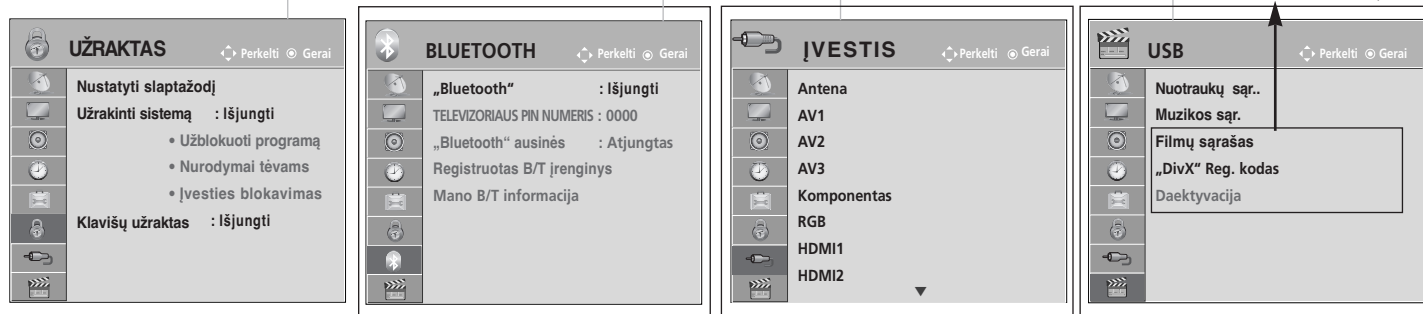 UŽRAKTAS
Perkelti Gerai
Nustatyti slaptažodį
Užrakinti sistemą : Išjungti
• Užblokuoti programą
• Nurodymai tėvams
• Įvesties blokavimas
Klavišų užraktas : Išjungti
BLUETOOTH
Perkelti Gerai
„Bluetooth“ : Išjungti
TELEVIZORIAUS PIN NUMERIS : 0000
„Bluetooth“ ausinės : Atjungtas
Registruotas B/T įrenginys
Mano B/T informacija
ĮVESTIS
Perkelti Gerai
Antena
AV1
AV2
AV3
Komponentas
RGB
HDMI1
HDMI2
USB
Perkelti Gerai
Nuotraukų sąr..
Muzikos sąr.
Filmų sąrašas
„DivX“ Reg. kodas
Daektyvacija